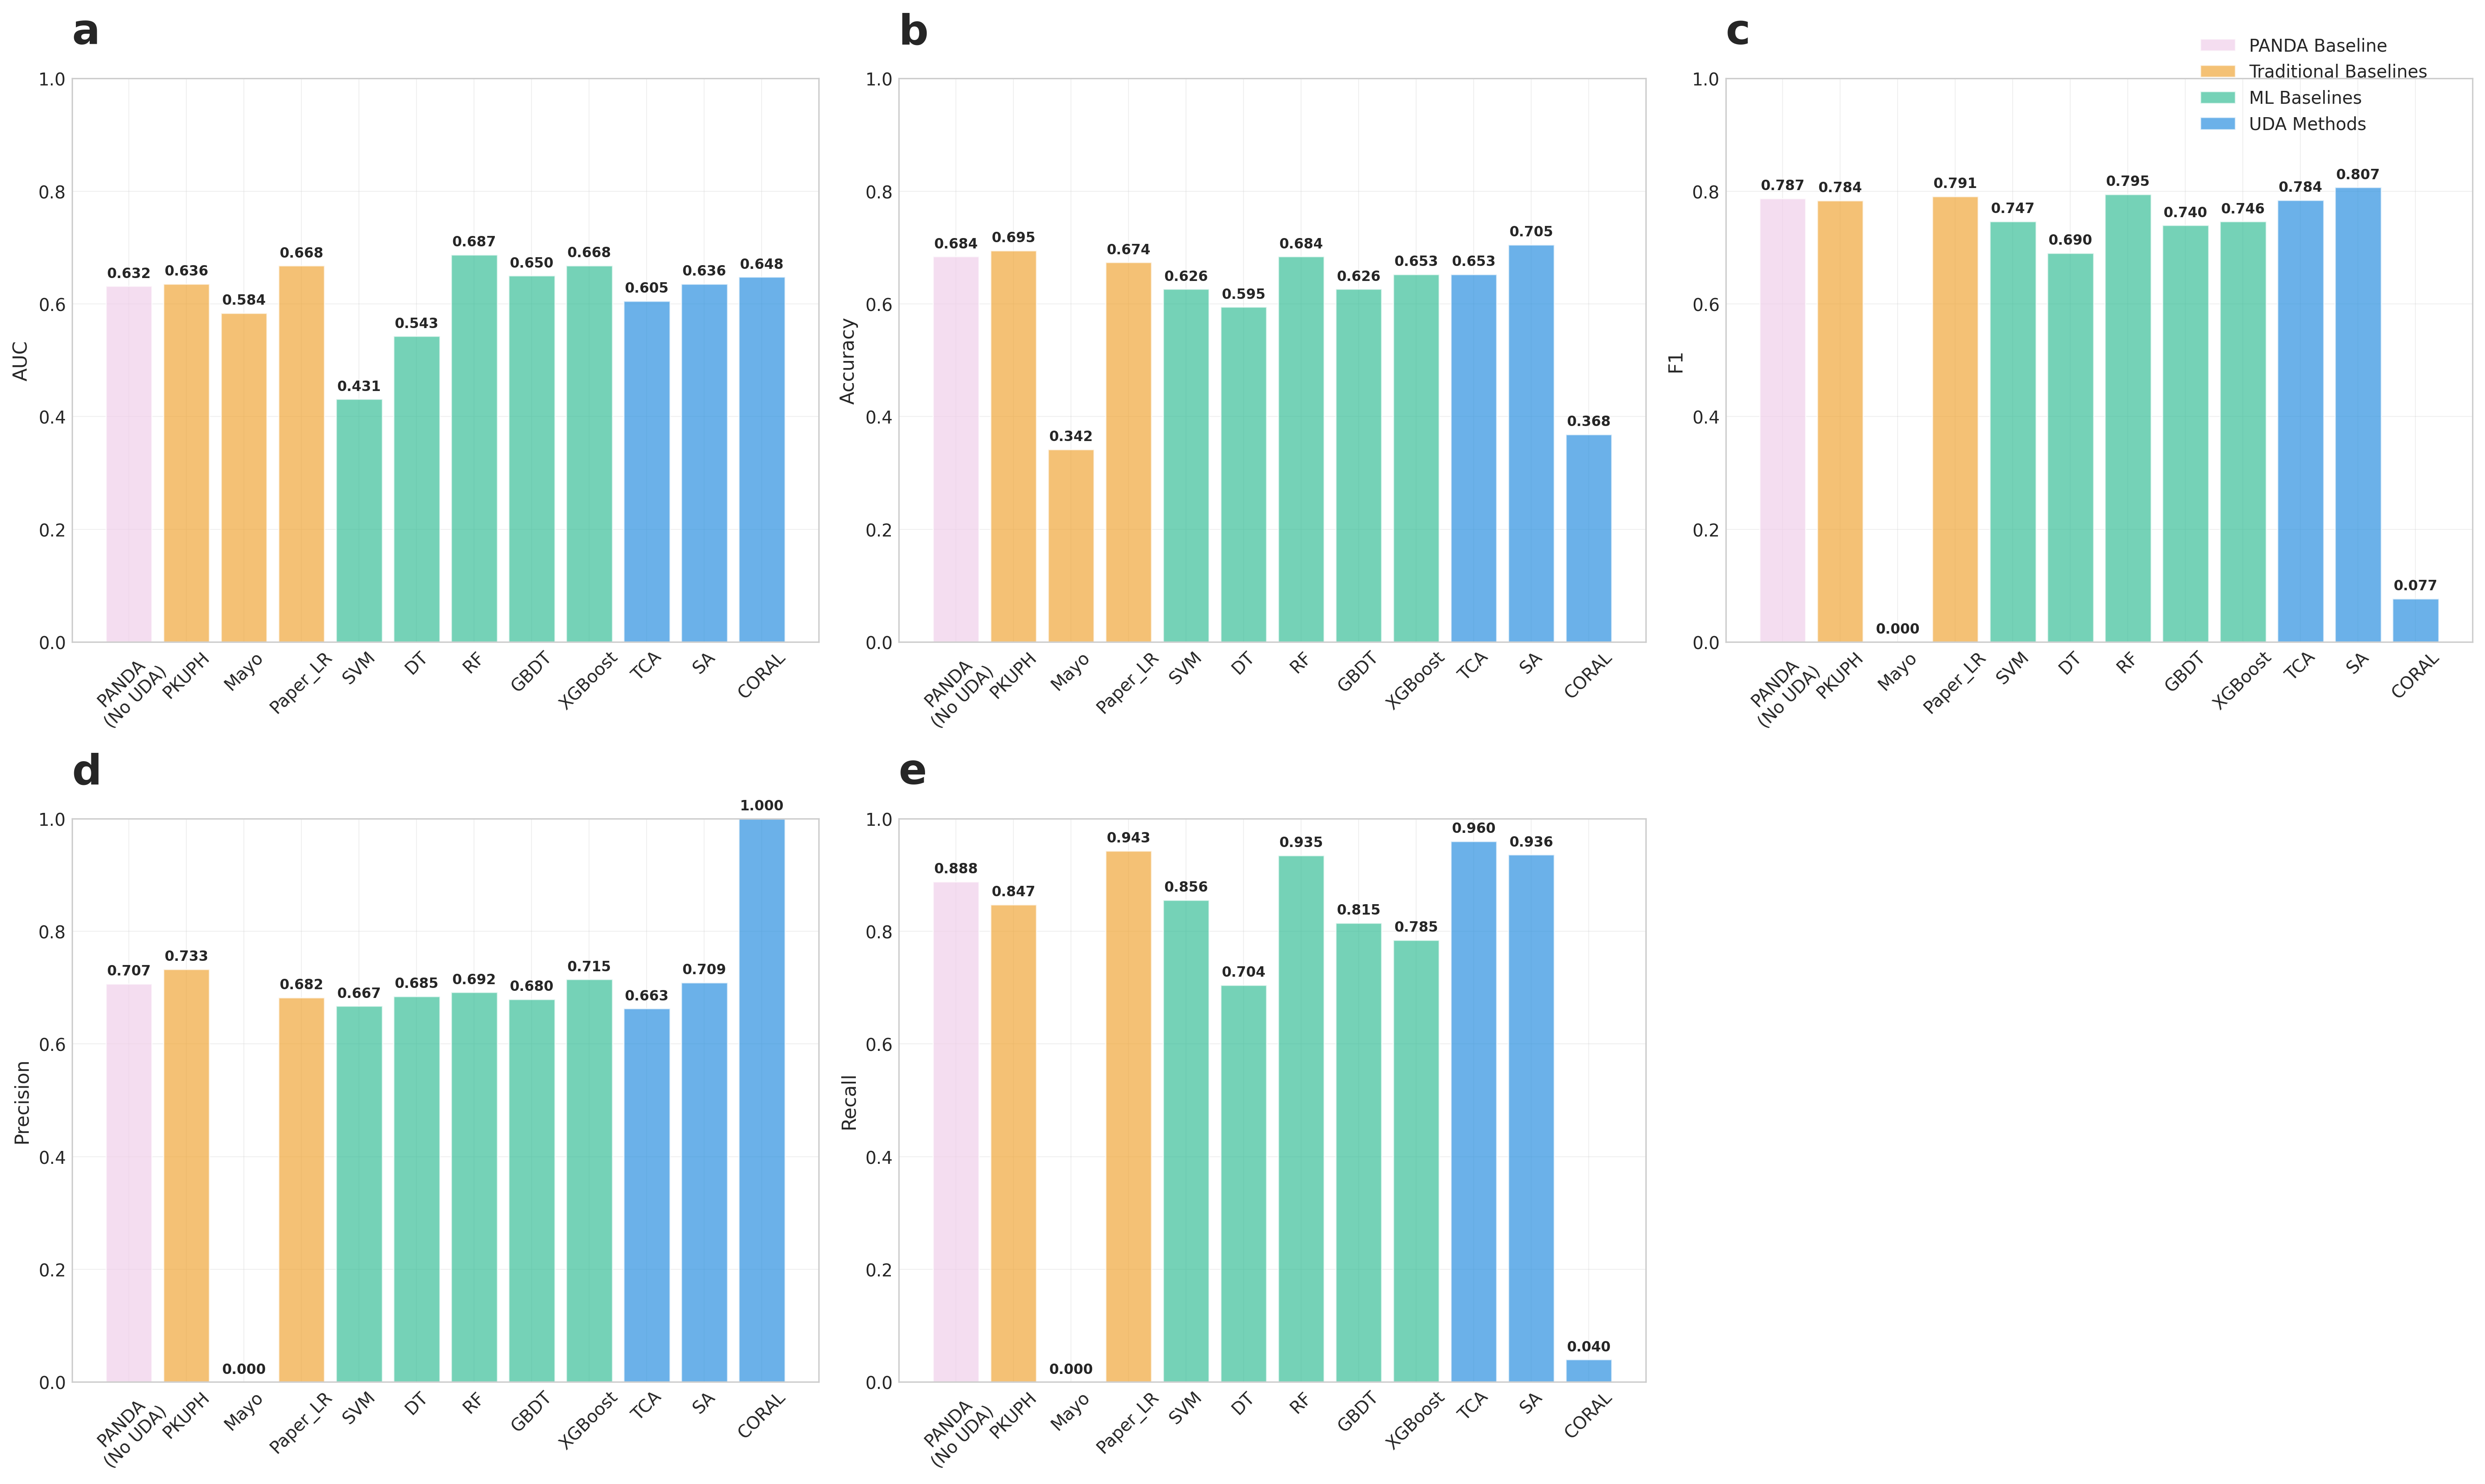 a
1.0
0.8
0.6
0.4
0.2
0.0
AUC
0.632
0.636
0.584
0.668
0.431
0.543
0.687
0.650
0.668
0.605
0.636
0.648
PANDA
(No UDA)
PKUPH
Mayo
Paper_LR
SVM
DT
RF
GBDT
XGBoost
TCA
SA
CORAL
b
1.0
0.8
0.6
0.4
0.2
0.0
Accuracy
0.684
0.695
0.342
0.674
0.626
0.595
0.684
0.626
0.653
0.653
0.705
0.368
PANDA
(No UDA)
PKUPH
Mayo
Paper_LR
SVM
DT
RF
GBDT
XGBoost
TCA
SA
CORAL
c
PANDA Baseline
Traditional Baselines
ML Baselines
UDA Methods
1.0
0.8
0.6
0.4
0.2
0.0
F1
0.787
0.784
0.000
0.791
0.747
0.690
0.795
0.740
0.746
0.784
0.807
0.077
PANDA
(No UDA)
PKUPH
Mayo
Paper_LR
SVM
DT
RF
GBDT
XGBoost
TCA
SA
CORAL
d
1.0
0.8
0.6
0.4
0.2
0.0
Precision
0.707
0.733
0.000
0.682
0.667
0.685
0.692
0.680
0.715
0.663
0.709
1.000
PANDA
(No UDA)
PKUPH
Mayo
Paper_LR
SVM
DT
RF
GBDT
XGBoost
TCA
SA
CORAL
e
1.0
0.8
0.6
0.4
0.2
0.0
Recall
0.888
0.847
0.000
0.943
0.856
0.704
0.935
0.815
0.785
0.960
0.936
0.040
PANDA
(No UDA)
PKUPH
Mayo
Paper_LR
SVM
DT
RF
GBDT
XGBoost
TCA
SA
CORAL